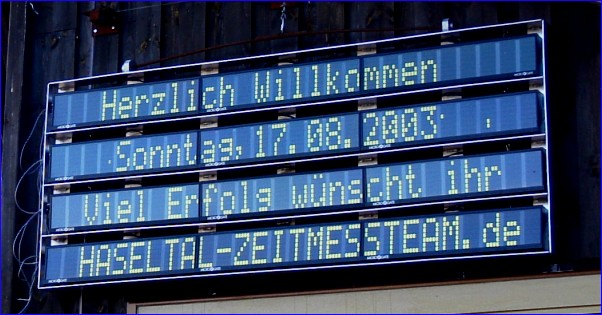 Herzlich Willkommen
Sonntag, 17.08.2003
Viel Erfolg wünscht ihr
HASELTAL-ZEITMESSTEAM.de